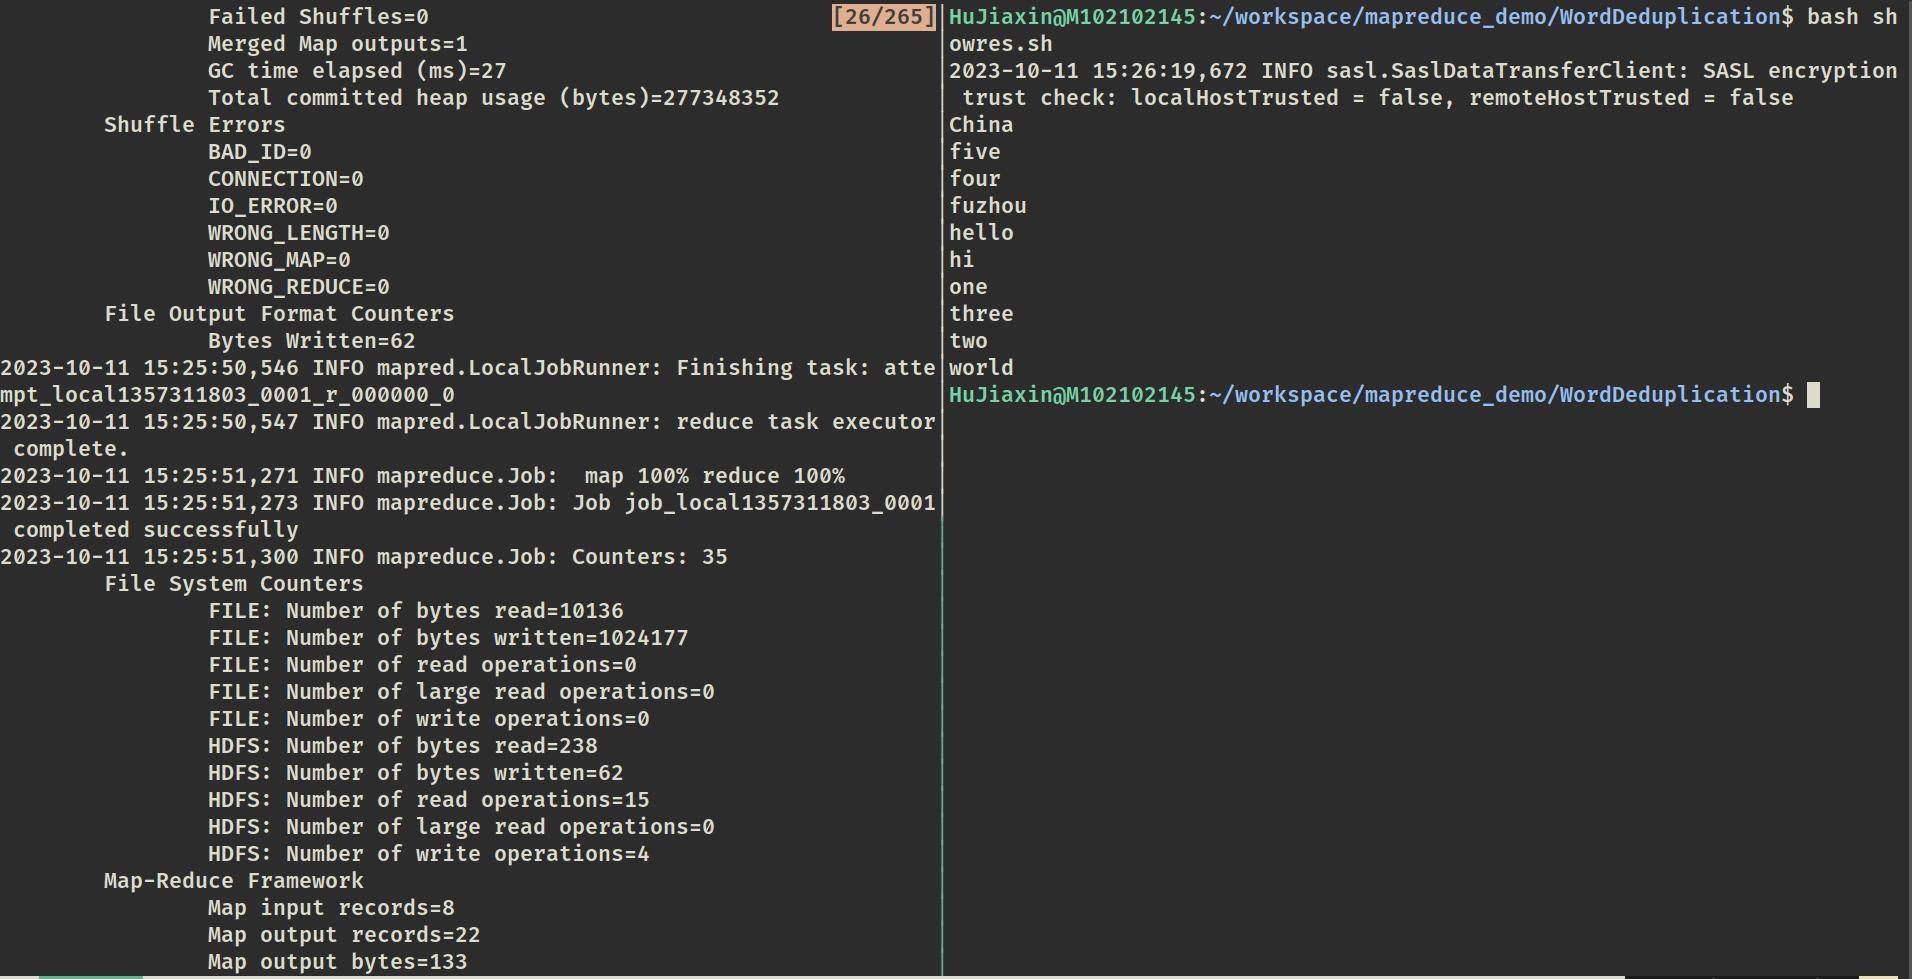 Failed Shuffles=0
[26/265]
Merged Map outputs=1
GC time elapsed (ms)=27
Total committed heap usage (bytes)=277348352
Shuffle Errors
BAD_ID=0
CONNECTION=0
IO_ERROR=0
WRONG_LENGTH=0
WRONG_MAP=0
WRONG_REDUCE=0
File Output Format Counters
Bytes Written=62
2023-10-11 15:25:50,546 INFO mapred.LocalJobRunner: Finishing task: atte
mpt_local1357311803_0001_r_000000_0
2023-10-11 15:25:50,547 INFO mapred.LocalJobRunner: reduce task executor
complete.
2023-10-11 15:25:51,271 INFO mapreduce.Job:  map 100% reduce 100%
2023-10-11 15:25:51,273 INFO mapreduce.Job: Job job_local1357311803_0001
completed successfully
2023-10-11 15:25:51,300 INFO mapreduce.Job: Counters: 35
File System Counters
FILE: Number of bytes read=10136
FILE: Number of bytes written=1024177
FILE: Number of read operations=0
FILE: Number of large read operations=0
FILE: Number of write operations=0
HDFS: Number of bytes read=238
HDFS: Number of bytes written=62
HDFS: Number of read operations=15
HDFS: Number of large read operations=0
HDFS: Number of write operations=4
Map-Reduce Framework
Map input records=8
Map output records=22
Map output bytes=133
HuJiaxin@M102102145:~/workspace/mapreduce_demo/WordDeduplication$ bash sh
owres.sh
2023-10-11 15:26:19,672 INFO sasl.SaslDataTransferClient: SASL encryption
trust check: localHostTrusted = false, remoteHostTrusted = false
China
five
four
fuzhou
hello
hi
one
three
two
world
HuJiaxin@M102102145:~/workspace/mapreduce_demo/WordDeduplication$